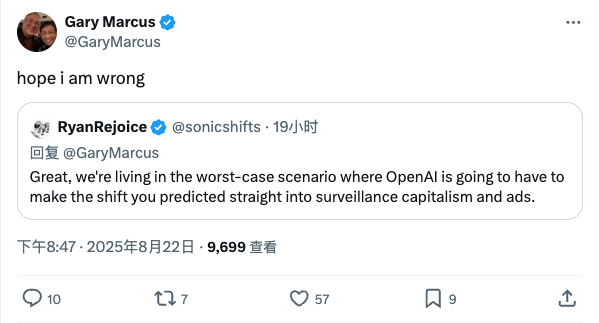 Gary Marcus
@GaryMarcus
hope i am wrong
RyanRejoice @sonicshifts · 19小时
回复 @GaryMarcus
Great, we're living in the worst-case scenario where OpenAI is going to have to
make the shift you predicted straight into surveillance capitalism and ads.
下午8:47 · 2025年8月22日 · 9,699 查看
10 7 57 9